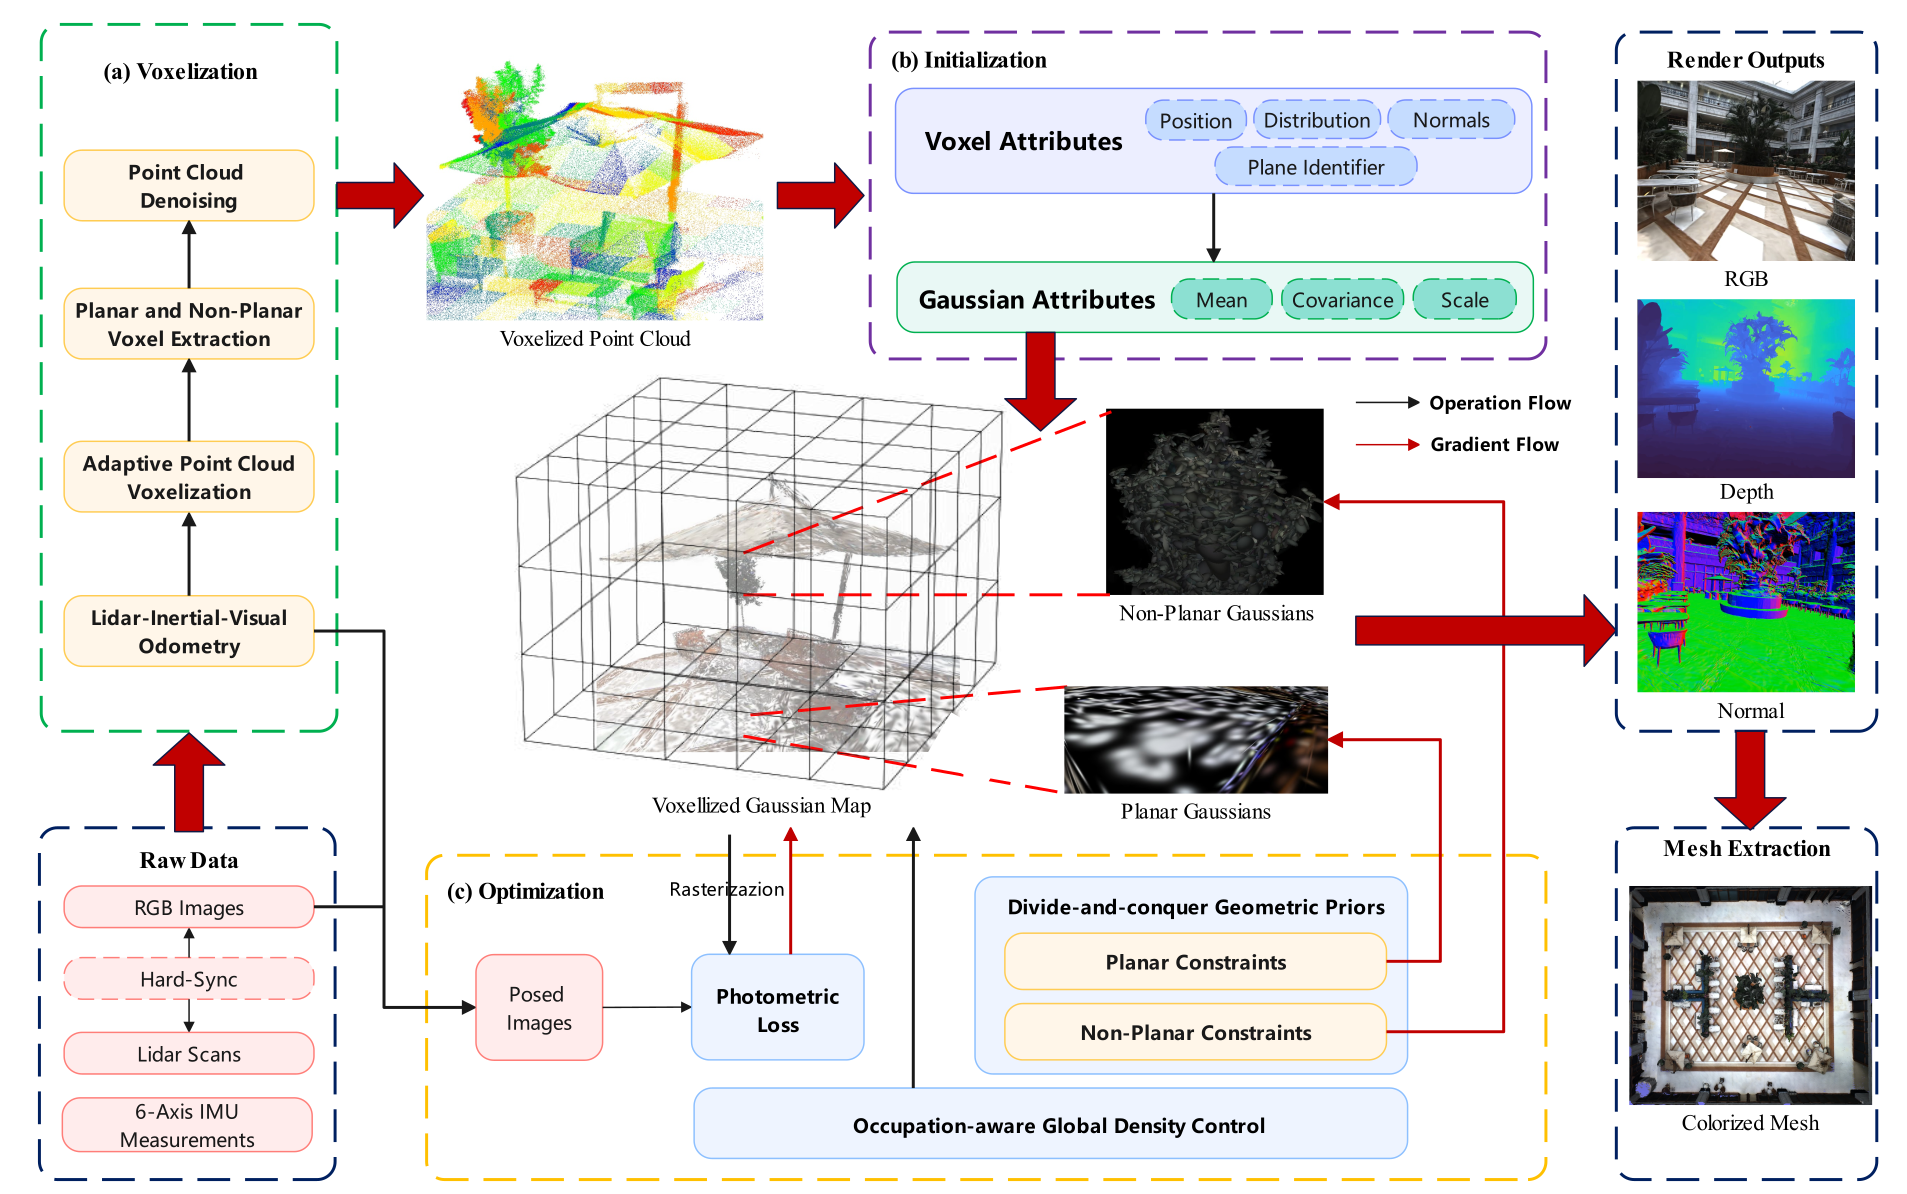 (a) Voxelization
Point Cloud
Denoising
Planar and Non-Planar
Voxel Extraction
Adaptive Point Cloud
Voxelization
Lidar-Inertial-Visual
Odometry
Raw Data
RGB Images
Hard-Sync
Lidar Scans
6-Axis IMU
Measurements
Voxelized Point Cloud
(b) Initialization
Voxel Attributes
Position
Distribution
Normals
Plane Identifier
Gaussian Attributes
Mean
Covariance
Scale
Operation Flow
Gradient Flow
Non-Planar Gaussians
Planar Gaussians
Voxellized Gaussian Map
(c) Optimization
Rasterizazion
Posed
Images
Photometric
Loss
Divide-and-conquer Geometric Priors
Planar Constraints
Non-Planar Constraints
Occupation-aware Global Density Control
Render Outputs
RGB
Depth
Normal
Mesh Extraction
Colorized Mesh